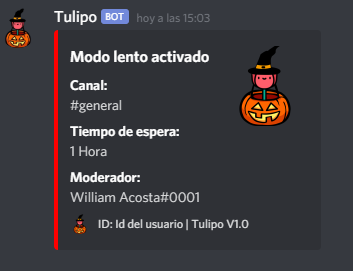 Tulipo BOT hoy a las 15:03
Modo lento activado
Canal:
#general
Tiempo de espera:
1 Hora
Moderador:
William Acosta#0001
ID: Id del usuario | Tulipo V1.0